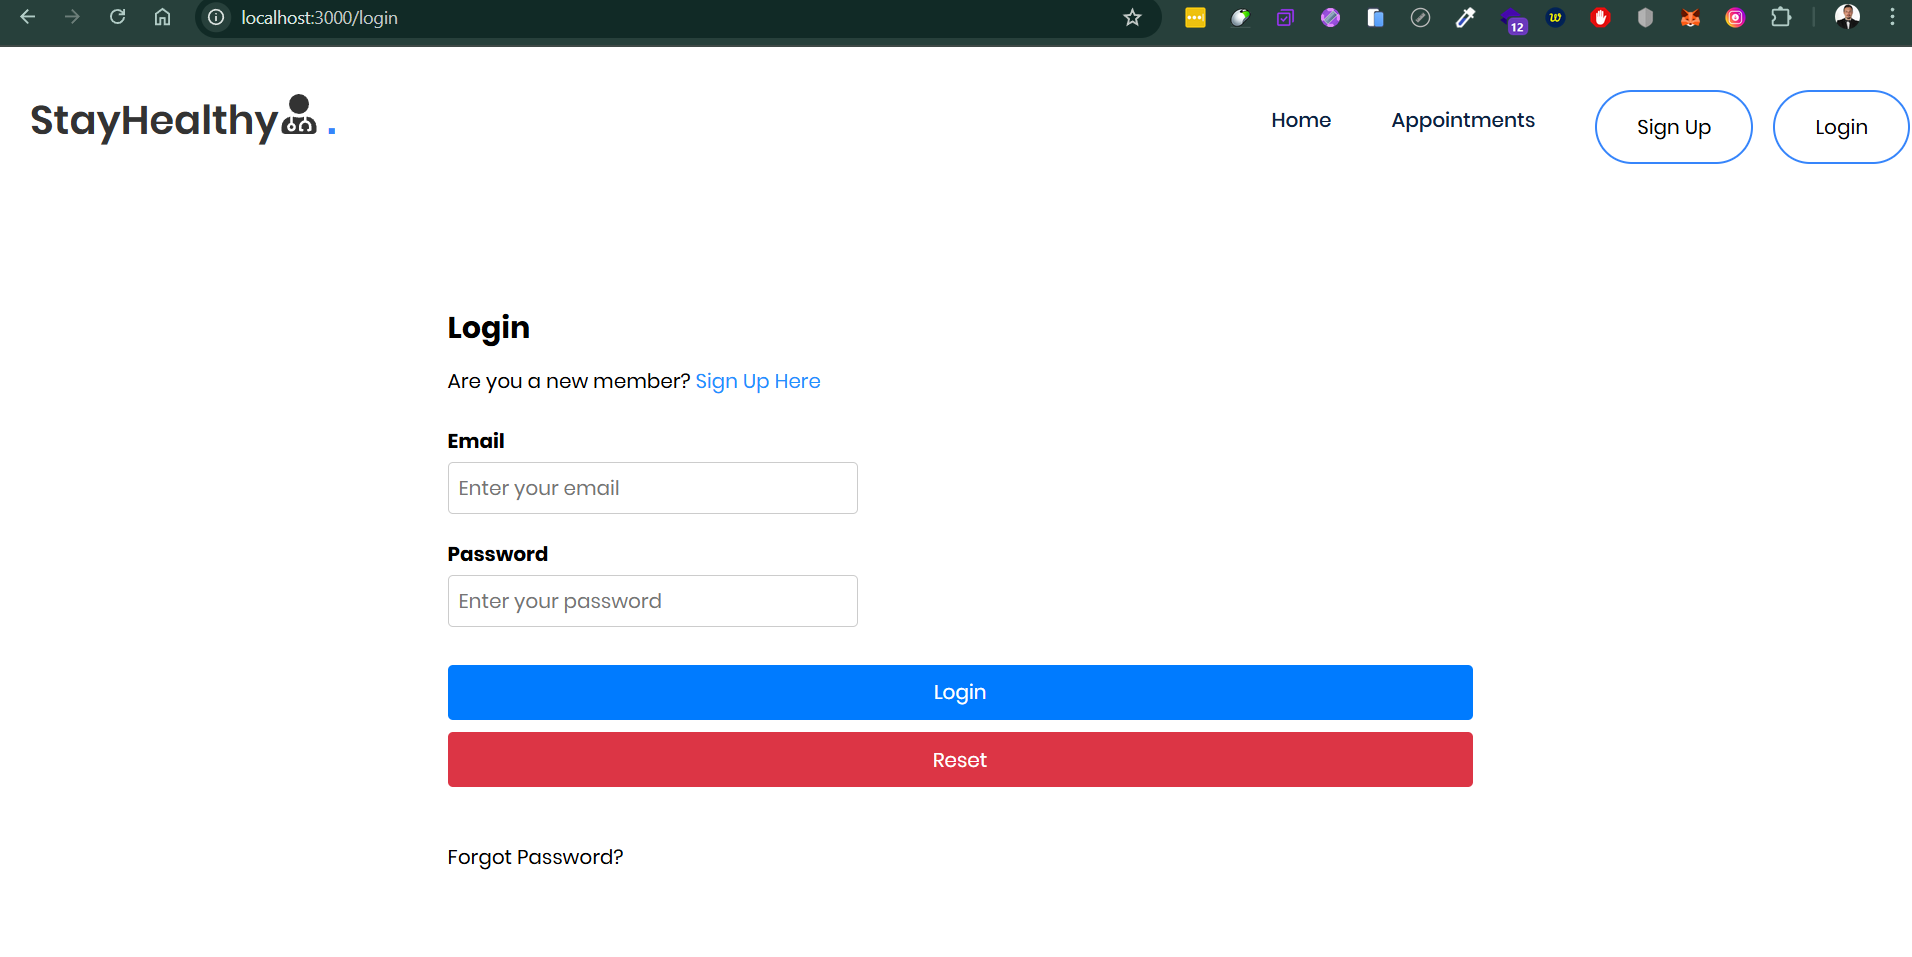 localhost:3000/login
12
StayHealthy.
Home
Appointments
Sign Up
Login
Login
Are you a new member? Sign Up Here
Email
Enter your email
Password
Enter your password
Login
Reset
Forgot Password?